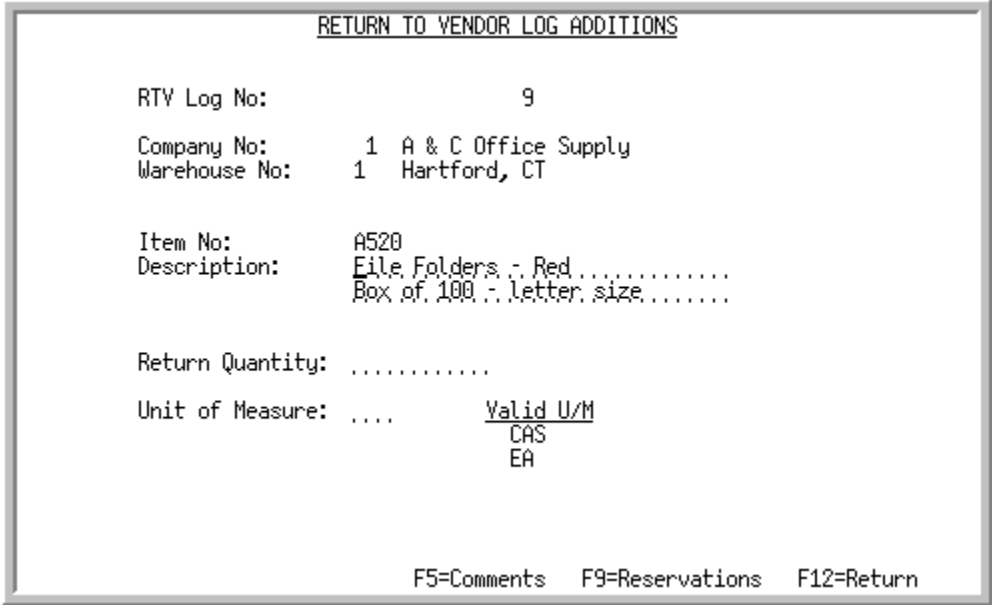 RETURN TO VENDOR LOG ADDITIONS
RTV Log No: 9
Company No: 1 A & C Office Supply
Warehouse No: 1 Hartford, CT
Item No: A520
Description: File Folders - Red
Box of 100 - letter size
Return Quantity:
Unit of Measure: Valid U/M
CAS
EA
F5=Comments F9=Reservations F12=Return